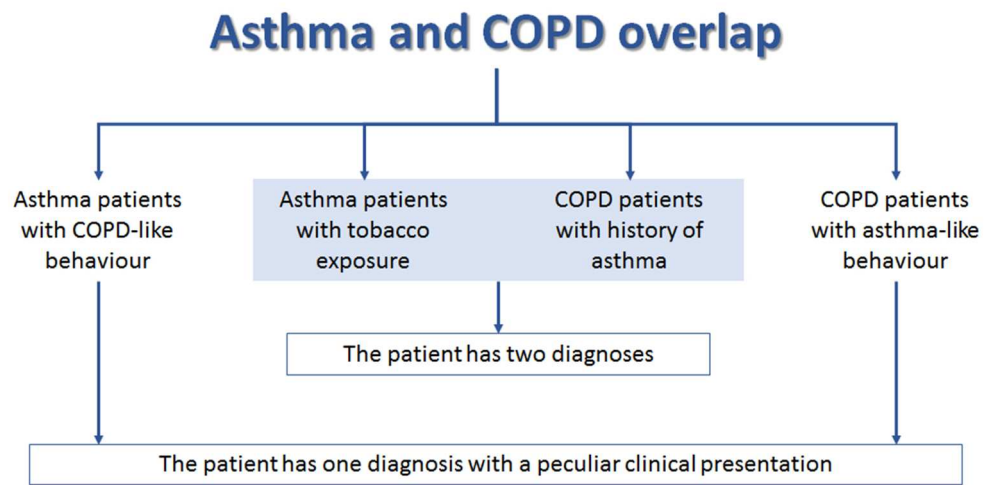 Asthma and COPD overlap
Asthma patients
with COPD-like
behaviour
Asthma patients
with tobacco
exposure
COPD patients
with history of
asthma
COPD patients
with asthma-like
behaviour
The patient has two diagnoses
The patient has one diagnosis with a peculiar clinical presentation